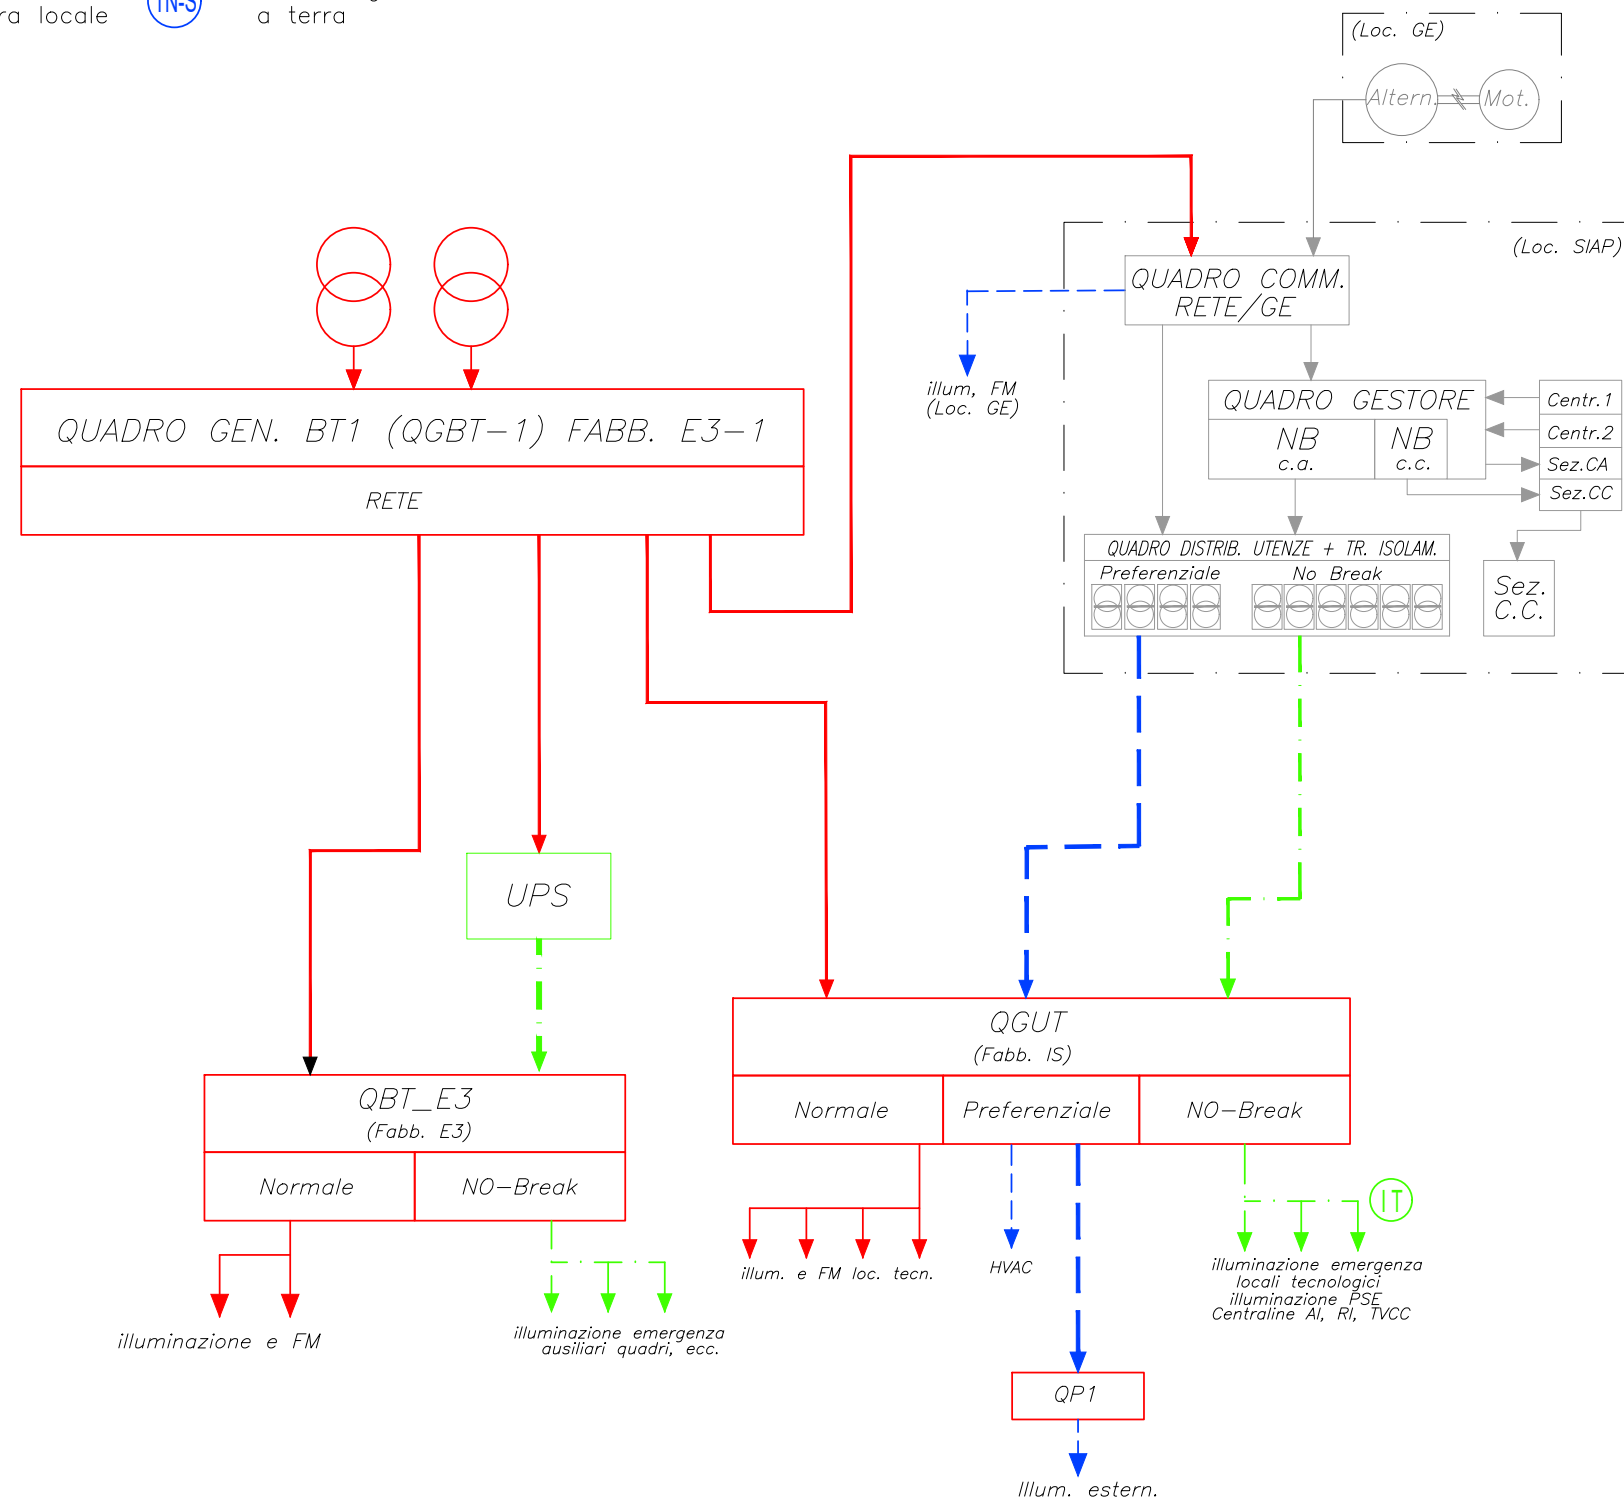 ra locale
TN-S
a terra
(Loc. GE)
Altern.
Mot.
(Loc. SIAP)
QUADRO COMM.
RETE/GE
illum, FM
(Loc. GE)
QUADRO GEN. BT1 (QGBT-1) FABB. E3-1
RETE
QUADRO GESTORE
NB
c.a.
NB
c.c.
Centr.1
Centr.2
Sez.CA
Sez.CC
QUADRO DISTRIB. UTENZE + TR. ISOLAM.
Preferenziale
No Break
Sez.
C.C.
UPS
QGUT
(Fabb. IS)
Normale
Preferenziale
NO-Break
QBT_E3
(Fabb. E3)
Normale
NO-Break
IT
illum. e FM loc. tecn.
HVAC
illuminazione emergenza
locali tecnologici
illuminazione PSE
Centraline AI, RI, TVCC
illuminazione e FM
illuminazione emergenza
ausiliari quadri, ecc.
QP1
Illum. estern.